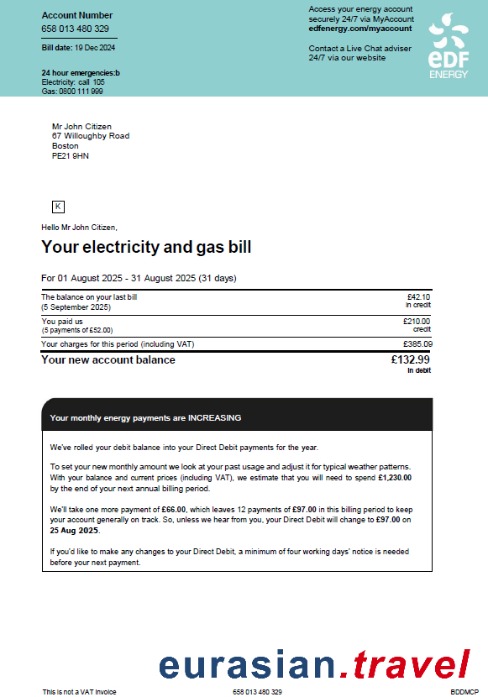 Account Number
658 013 480 329
Bill date: 19 Dec 2024
24 hour emergencies:b
Electricity: call 105
Gas: 0800 111 999
Access your energy account
securely 24/7 via MyAccount
edfenergy.com/myaccount
Contact a Live Chat adviser
24/7 via our website
eDF
ENERGY
Mr John Citizen
67 Willoughby Road
Boston
PE21 9HN
K
Hello Mr John Citizen,
Your electricity and gas bill
For 01 August 2025 - 31 August 2025 (31 days)
The balance on your last bill £42.10
(5 September 2025) in credit
You paid us £210.00
(5 payments of £52.00) credit
Your charges for this period (including VAT) £385.09
Your new account balance £132.99
in debit
Your monthly energy payments are INCREASING
We've rolled your debit balance into your Direct Debit payments for the year.
To set your new monthly amount we look at your past usage and adjust it for typical weather patterns.
With your balance and current prices (including VAT), we estimate that you will need to spend £1,230.00
by the end of your next annual billing period.
We'll take one more payment of £66.00, which leaves 12 payments of £97.00 in this billing period to keep
your account generally on track. So, unless we hear from you, your Direct Debit will change to £97.00 on
25 Aug 2025.
If you'd like to make any changes to your Direct Debit, a minimum of four working days' notice is needed
before your next payment.
eurasian.travel
This is not a VAT invoice 658 013 480 329 BDDMCP